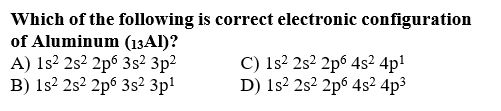 Which of the following is correct electronic configuration
of Aluminum (₁₃Al)?
A) 1s² 2s² 2p⁶ 3s² 3p² C) 1s² 2s² 2p⁶ 4s² 4p¹
B) 1s² 2s² 2p⁶ 3s² 3p¹ D) 1s² 2s² 2p⁶ 4s² 4p³